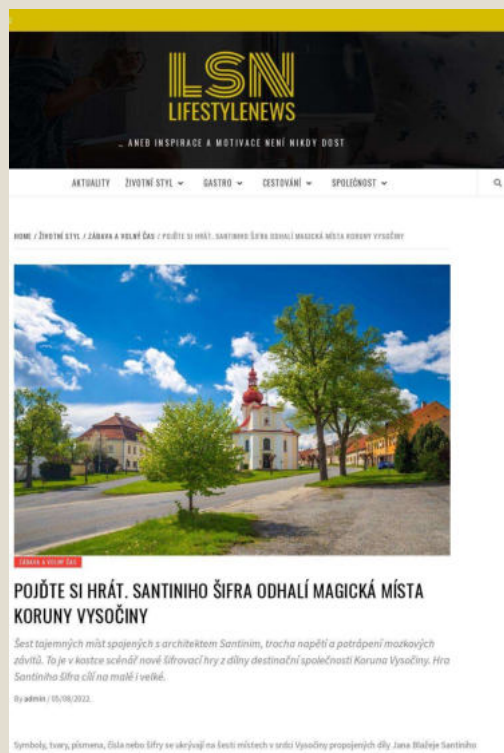 LSN
LIFESTYLENEWS
... ANEB INSPIRACE A MOTIVACE NENÍ NIKDY DOST
AKTUALITY ŽIVOTNÍ STYL GASTRO CESTOVÁNÍ SPOLEČNOST
HOME / ŽIVOTNÍ STYL / ZÁBAVA A VOLNÝ ČAS / POJĎTE SI HRÁT. SANTINIHO ŠIFRA ODHALÍ MAGICKÁ MÍSTA KORUNY VYSOČINY
ZÁBAVA A VOLNÝ ČAS
POJĎTE SI HRÁT. SANTINIHO ŠIFRA ODHALÍ MAGICKÁ MÍSTA
KORUNY VYSOČINY
Šest tajemných míst spojených s architektem Santinim, trocha napětí a potrápení mozkových
závitů. To je v kostce scénář nové šifrovací hry z dílny destinační společnosti Koruna Vysočiny. Hra
Santiniho šifra cílí na malé i velké.
By admin / 05/08/2022
Symboly, tvary, písmena, čísla nebo šifry se ukrývají na šesti místech v srdci Vysočiny propojených díly Jana Blažeje Santiniho